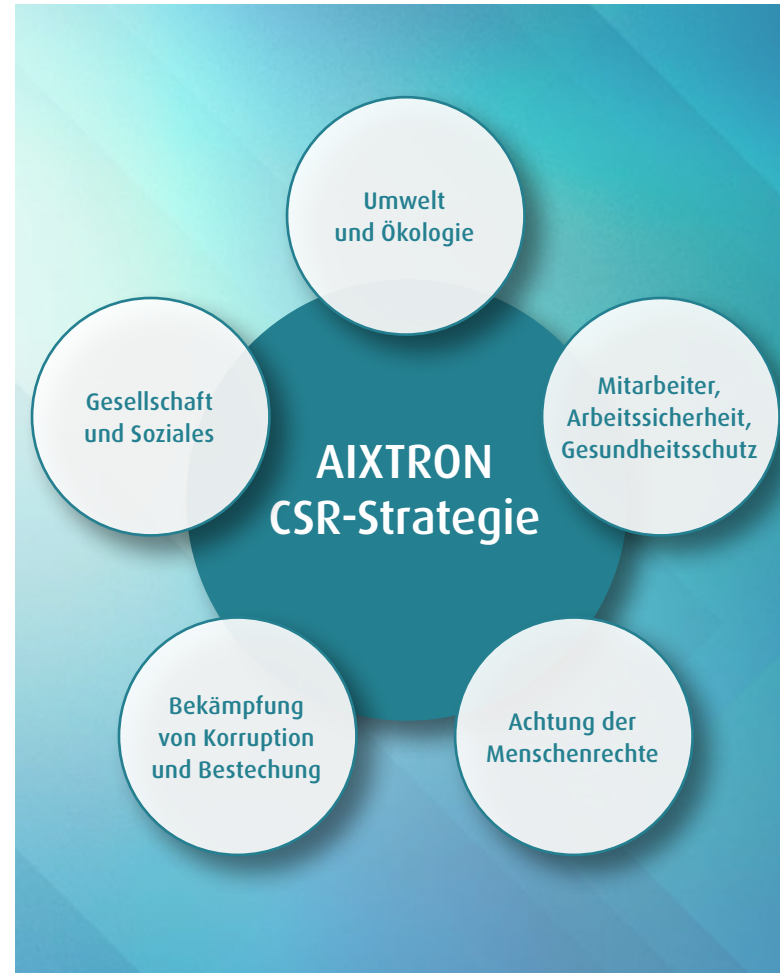 Umwelt
und Ökologie
Gesellschaft
und Soziales
Mitarbeiter,
Arbeitssicherheit,
Gesundheitsschutz
AIXTRON
CSR-Strategie
Bekämpfung
von Korruption
und Bestechung
Achtung der
Menschenrechte